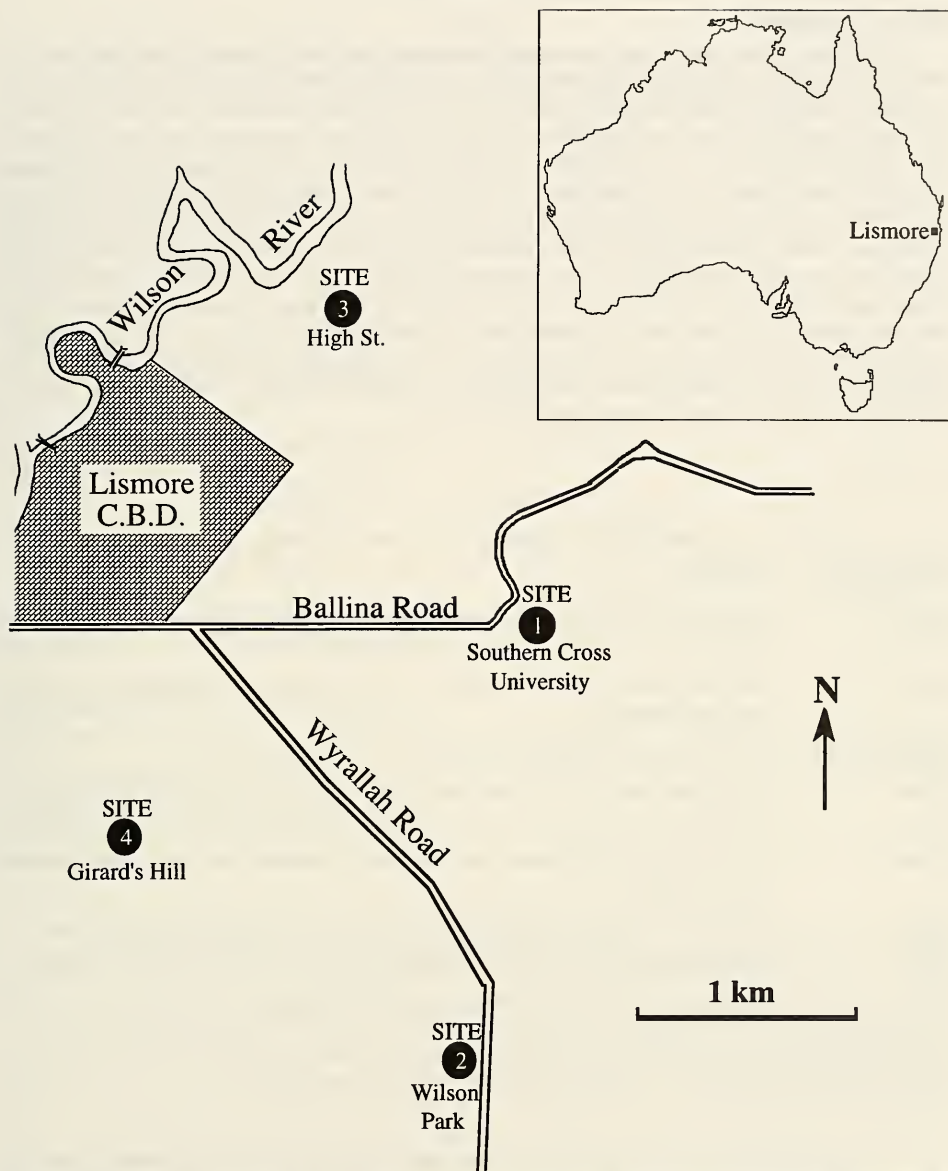 Lismore
Wilson River
SITE
3
High St.
Lismore
C.B.D.
Ballina Road
SITE
1
Southern Cross
University
N
Wyrallah Road
SITE
4
Girard's Hill
1 km
SITE
2
Wilson
Park